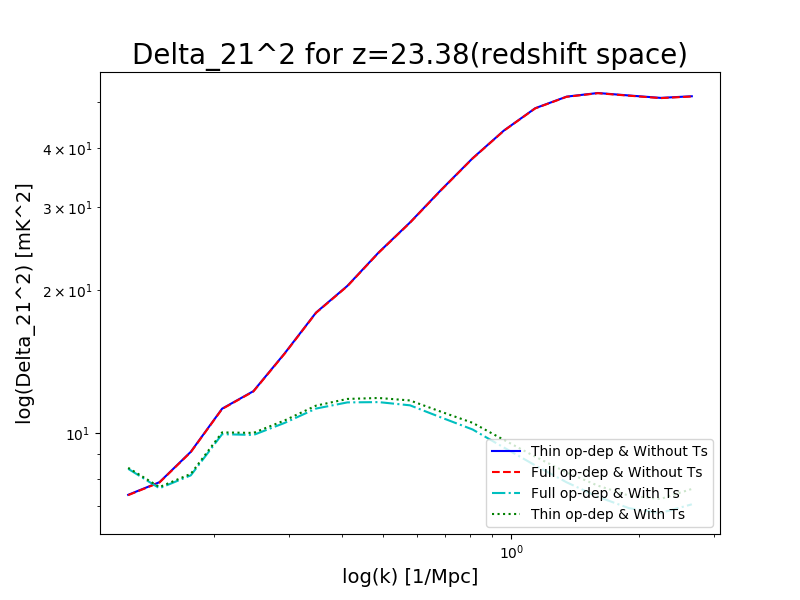 Delta_21^2 for z=23.38(redshift space)
log(Delta_21^2) [mK^2]
4 × 10^1
3 × 10^1
2 × 10^1
10^1
10^0
log(k) [1/Mpc]
Thin op-dep & Without Ts
Full op-dep & Without Ts
Full op-dep & With Ts
Thin op-dep & With Ts